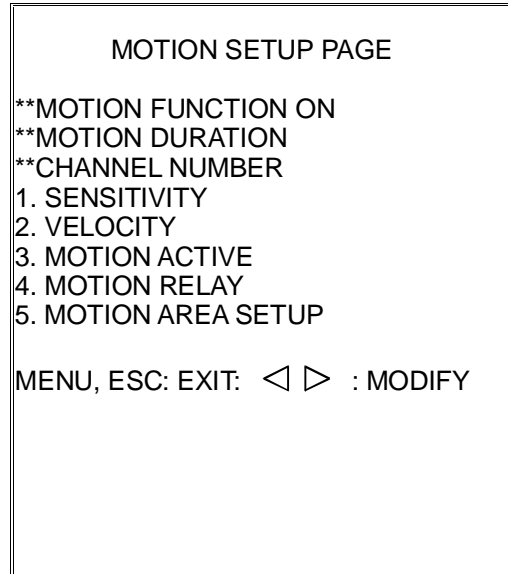 MOTION SETUP PAGE
**MOTION FUNCTION ON
**MOTION DURATION
**CHANNEL NUMBER
1. SENSITIVITY
2. VELOCITY
3. MOTION ACTIVE
4. MOTION RELAY
5. MOTION AREA SETUP
MENU, ESC: EXIT: ◁ ▷ : MODIFY